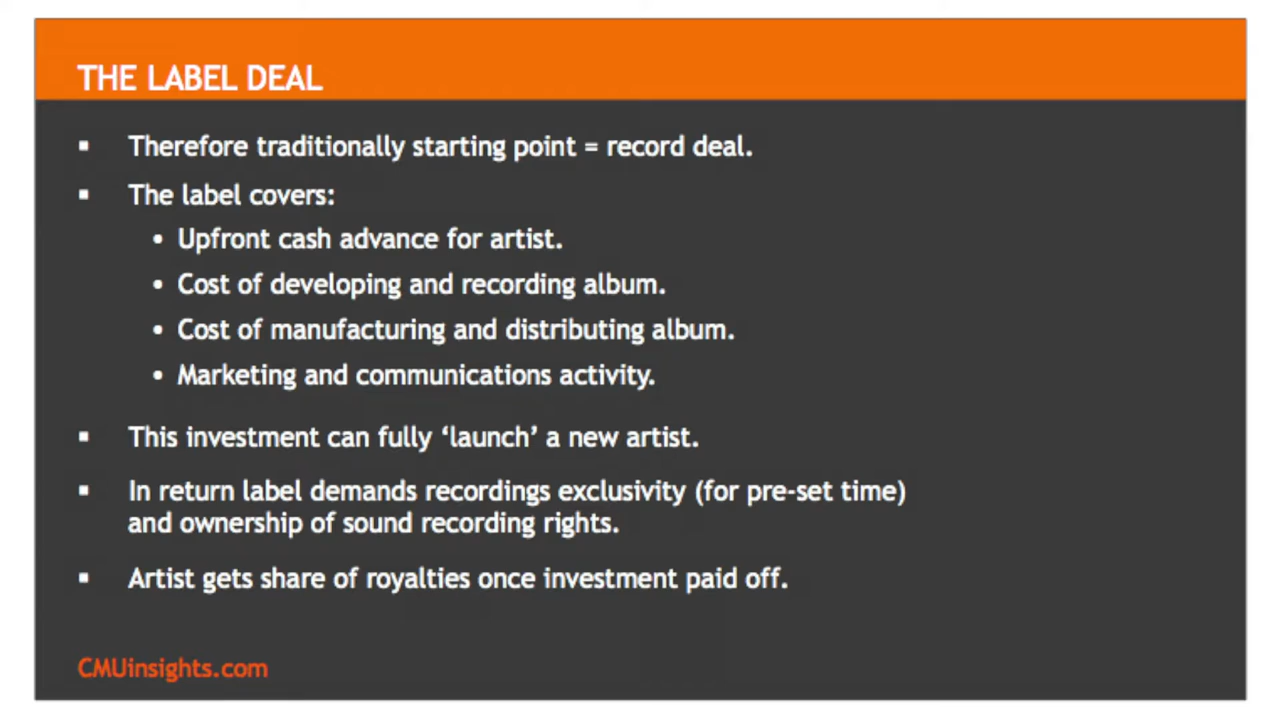 THE LABEL DEAL
▪ Therefore traditionally starting point = record deal.
▪ The label covers:
• Upfront cash advance for artist.
• Cost of developing and recording album.
• Cost of manufacturing and distributing album.
• Marketing and communications activity.
▪ This investment can fully ‘launch’ a new artist.
▪ In return label demands recordings exclusivity (for pre-set time)
and ownership of sound recording rights.
▪ Artist gets share of royalties once investment paid off.
CMUinsights.com